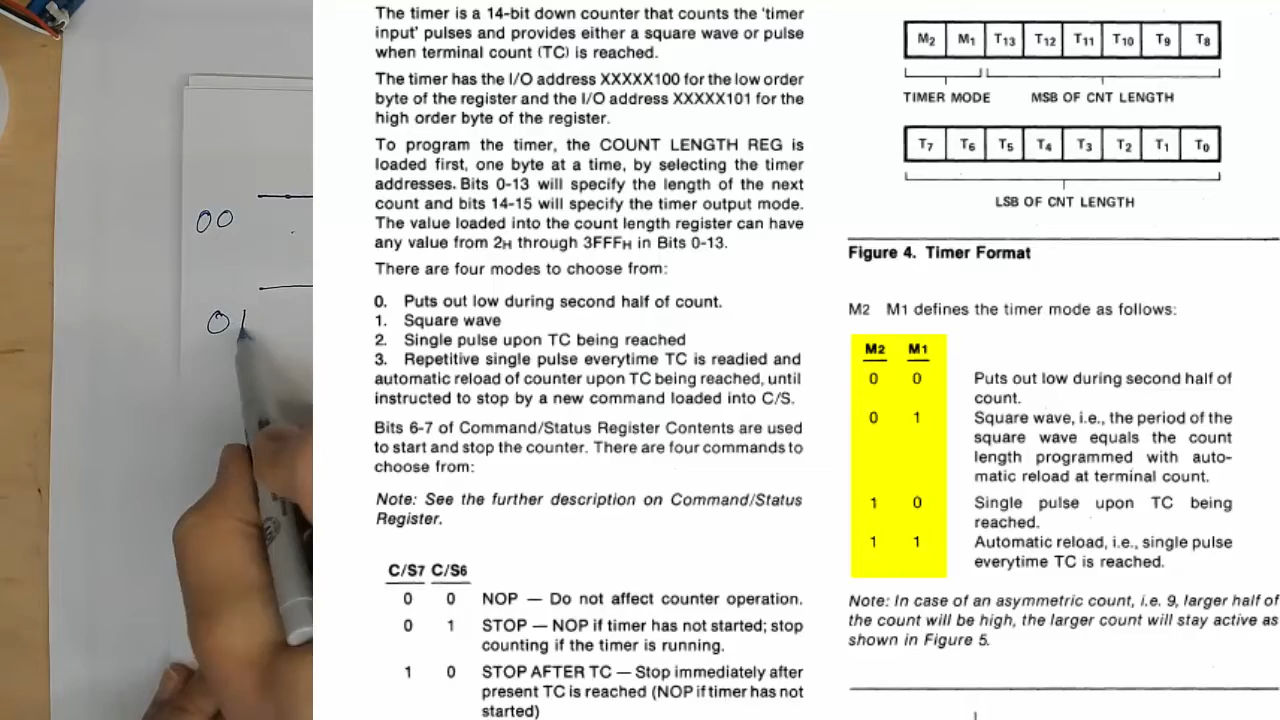 00
01
The timer is a 14-bit down counter that counts the 'timer
input' pulses and provides either a square wave or pulse
when terminal count (TC) is reached.
The timer has the I/O address XXXXX100 for the low order
byte of the register and the I/O address XXXXX101 for the
high order byte of the register.
To program the timer, the COUNT LENGTH REG is
loaded first, one byte at a time, by selecting the timer
addresses. Bits 0-13 will specify the length of the next
count and bits 14-15 will specify the timer output mode.
The value loaded into the count length register can have
any value from 2H through 3FFFH in Bits 0-13.
There are four modes to choose from:
0. Puts out low during second half of count.
1. Square wave
2. Single pulse upon TC being reached
3. Repetitive single pulse everytime TC is readied and
automatic reload of counter upon TC being reached, until
instructed to stop by a new command loaded into C/S.
Bits 6-7 of Command/Status Register Contents are used
to start and stop the counter. There are four commands to
choose from:
Note: See the further description on Command/Status
Register.
C/S7 C/S6
0 0 NOP — Do not affect counter operation.
0 1 STOP — NOP if timer has not started; stop
counting if the timer is running.
1 0 STOP AFTER TC — Stop immediately after
present TC is reached (NOP if timer has not
started)
M2 M1 T13 T12 T11 T10 T9 T8
TIMER MODE MSB OF CNT LENGTH
T7 T6 T5 T4 T3 T2 T1 T0
LSB OF CNT LENGTH
Figure 4. Timer Format
M2 M1 defines the timer mode as follows:
M2 M1
0 0 Puts out low during second half of
count.
0 1 Square wave, i.e., the period of the
square wave equals the count
length programmed with auto-
matic reload at terminal count.
1 0 Single pulse upon TC being
reached.
1 1 Automatic reload, i.e., single pulse
everytime TC is reached.
Note: In case of an asymmetric count, i.e. 9, larger half of
the count will be high, the larger count will stay active as
shown in Figure 5.